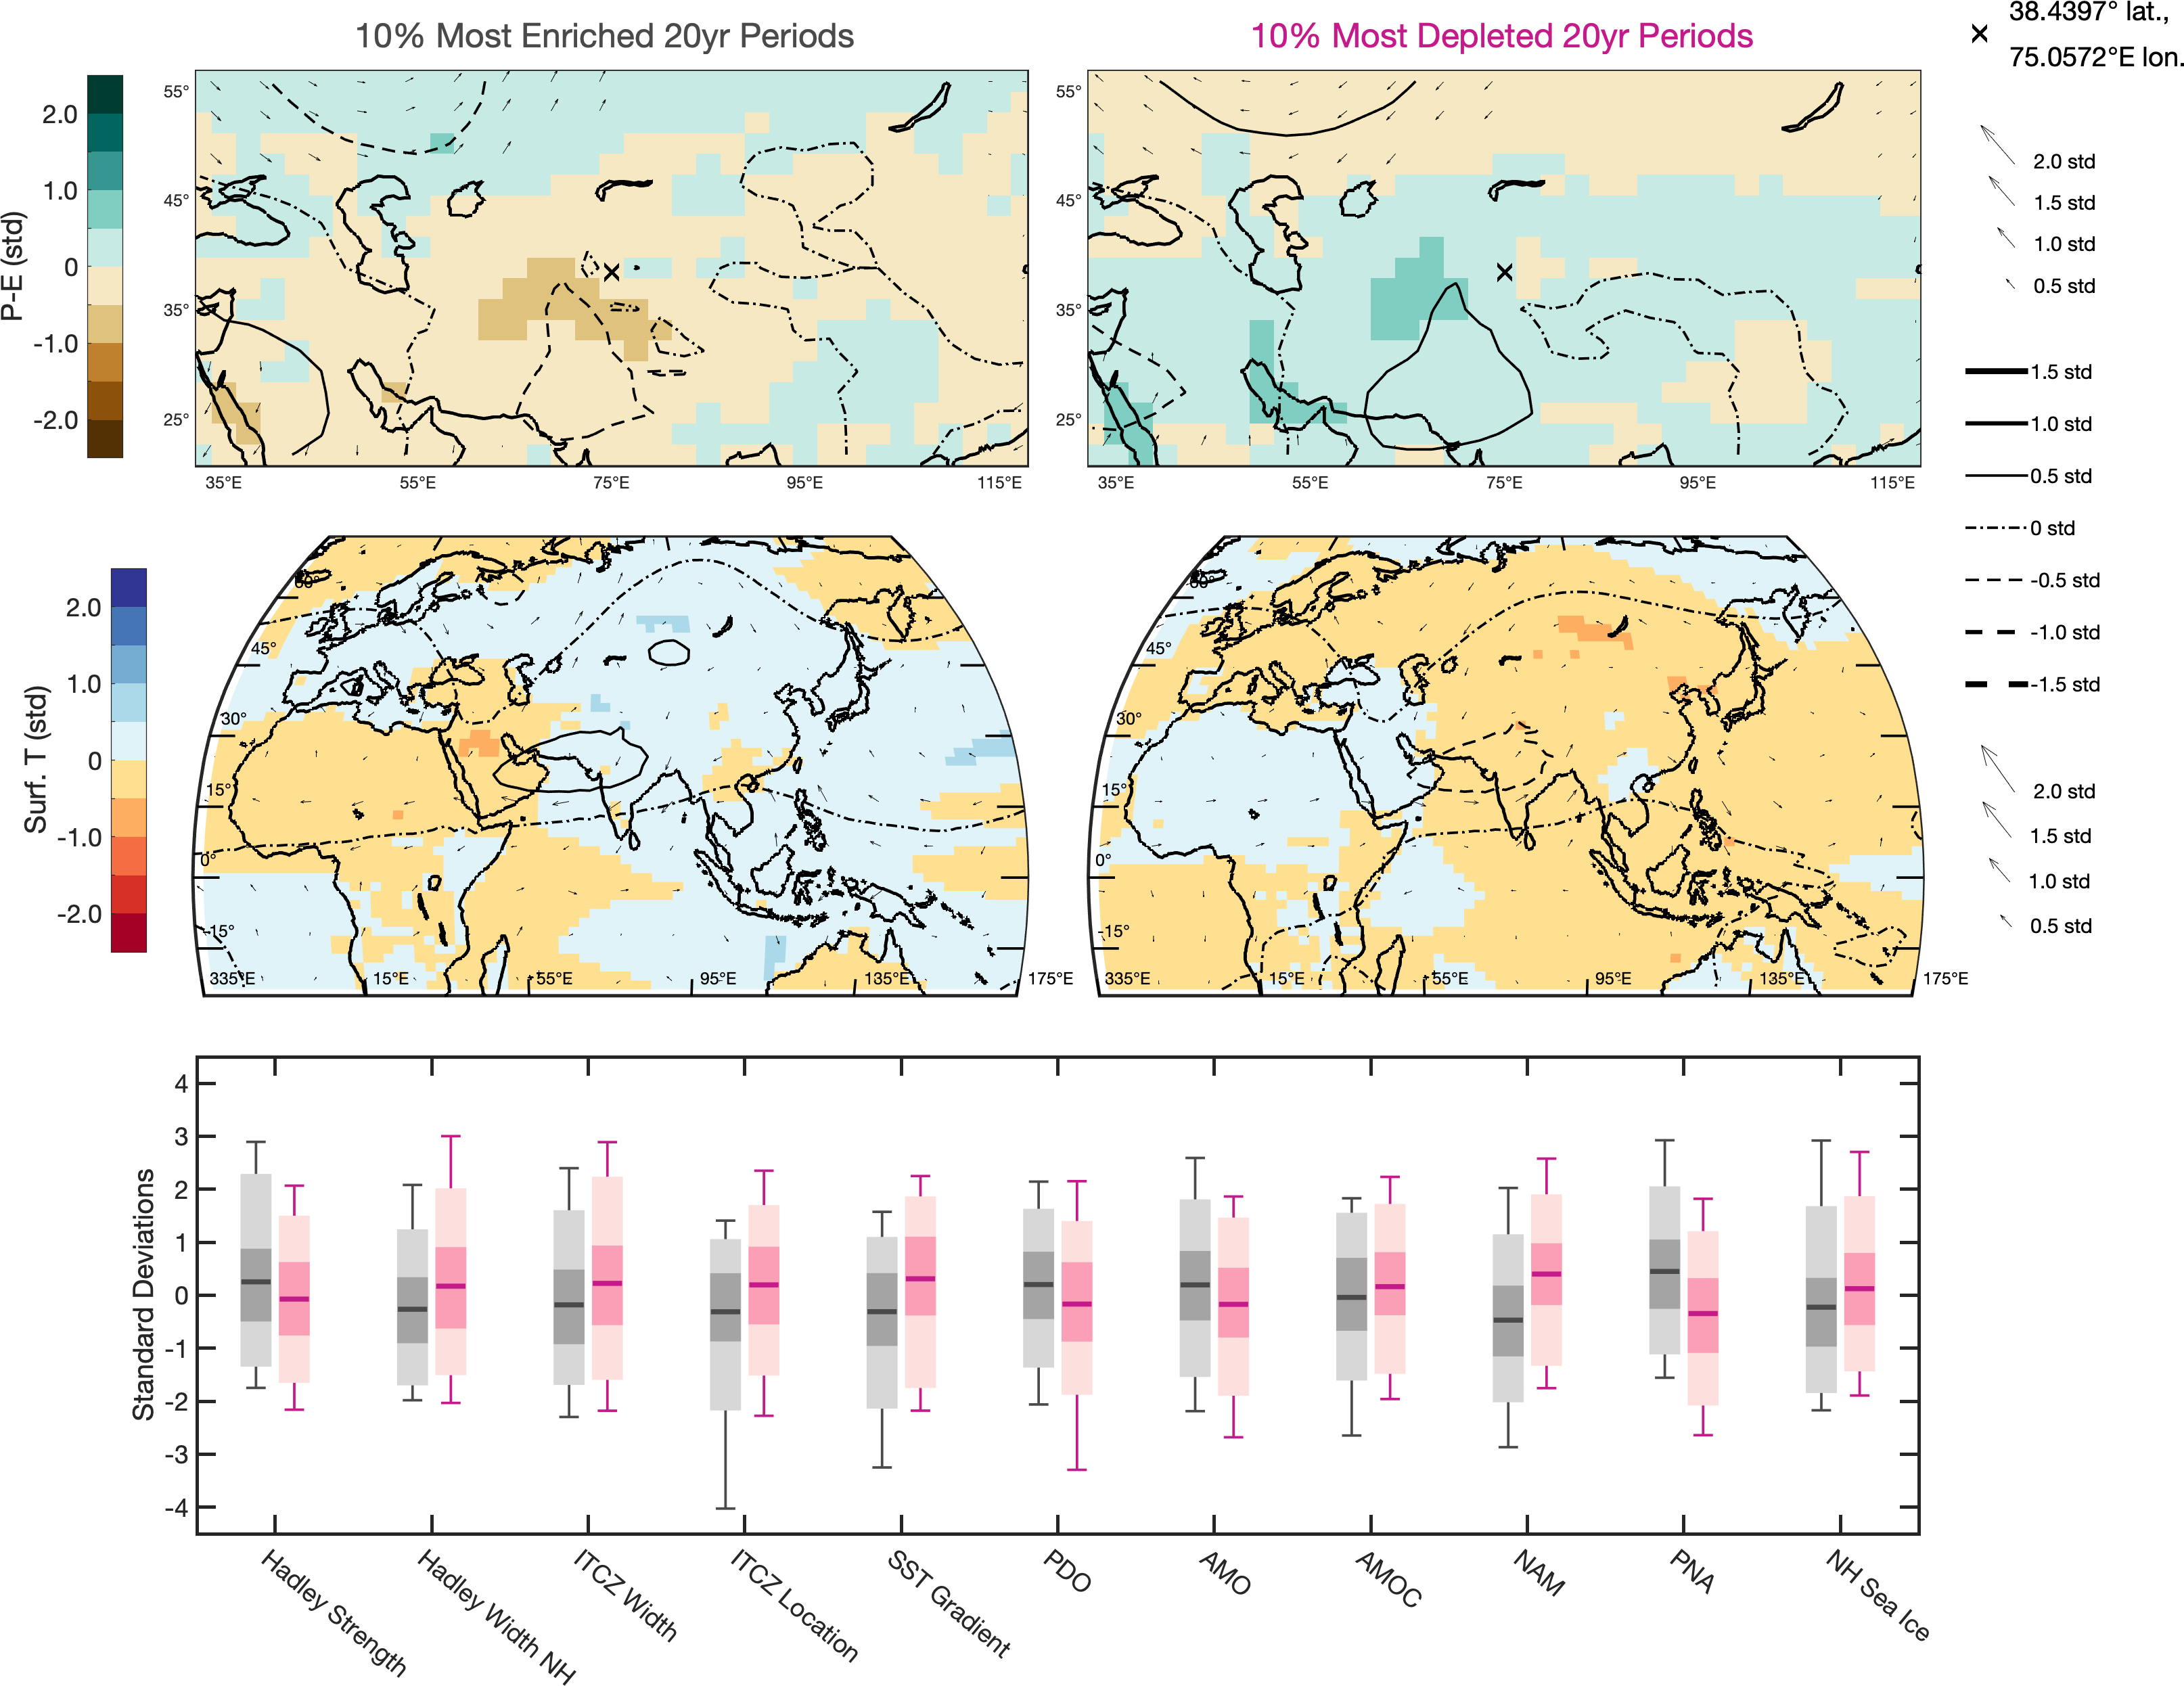 10% Most Enriched 20yr Periods
10% Most Depleted 20yr Periods
38.4397° lat.,
75.0572°E lon.
P-E (std)
2.0
1.0
0
-1.0
-2.0
55°
45°
35°
25°
35°E 55°E 75°E 95°E 115°E
55°
45°
35°
25°
35°E 55°E 75°E 95°E 115°E
2.0 std
1.5 std
1.0 std
0.5 std
1.5 std
1.0 std
0.5 std
0 std
-0.5 std
-1.0 std
-1.5 std
Surf. T (std)
2.0
1.0
0
-1.0
-2.0
60°
45°
30°
15°
0°
-15°
335°E 15°E 55°E 95°E 135°E 175°E
60°
45°
30°
15°
0°
-15°
335°E 15°E 55°E 95°E 135°E 175°E
2.0 std
1.5 std
1.0 std
0.5 std
Standard Deviations
4
3
2
1
0
-1
-2
-3
-4
Hadley Strength
Hadley Width NH
ITCZ Width
ITCZ Location
SST Gradient
PDO
AMO
AMOC
NAM
PNA
NH Sea Ice